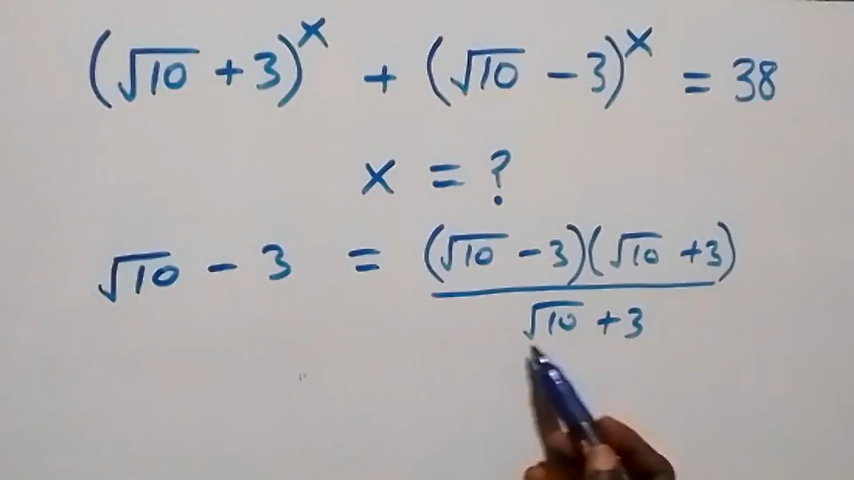 (√10 + 3)^x + (√10 − 3)^x = 38
x = ?
√10 − 3 = (√10 − 3)(√10 + 3)
√10 + 3